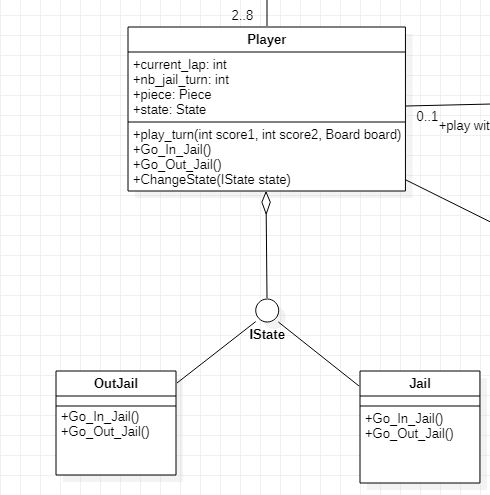 2..8
Player
+current_lap: int
+nb_jail_turn: int
+piece: Piece
+state: State
0..1
+play wit
+play_turn(int score1, int score2, Board board)
+Go_In_Jail()
+Go_Out_Jail()
+ChangeState(IState state)
IState
OutJail
+Go_In_Jail()
+Go_Out_Jail()
Jail
+Go_In_Jail()
+Go_Out_Jail()